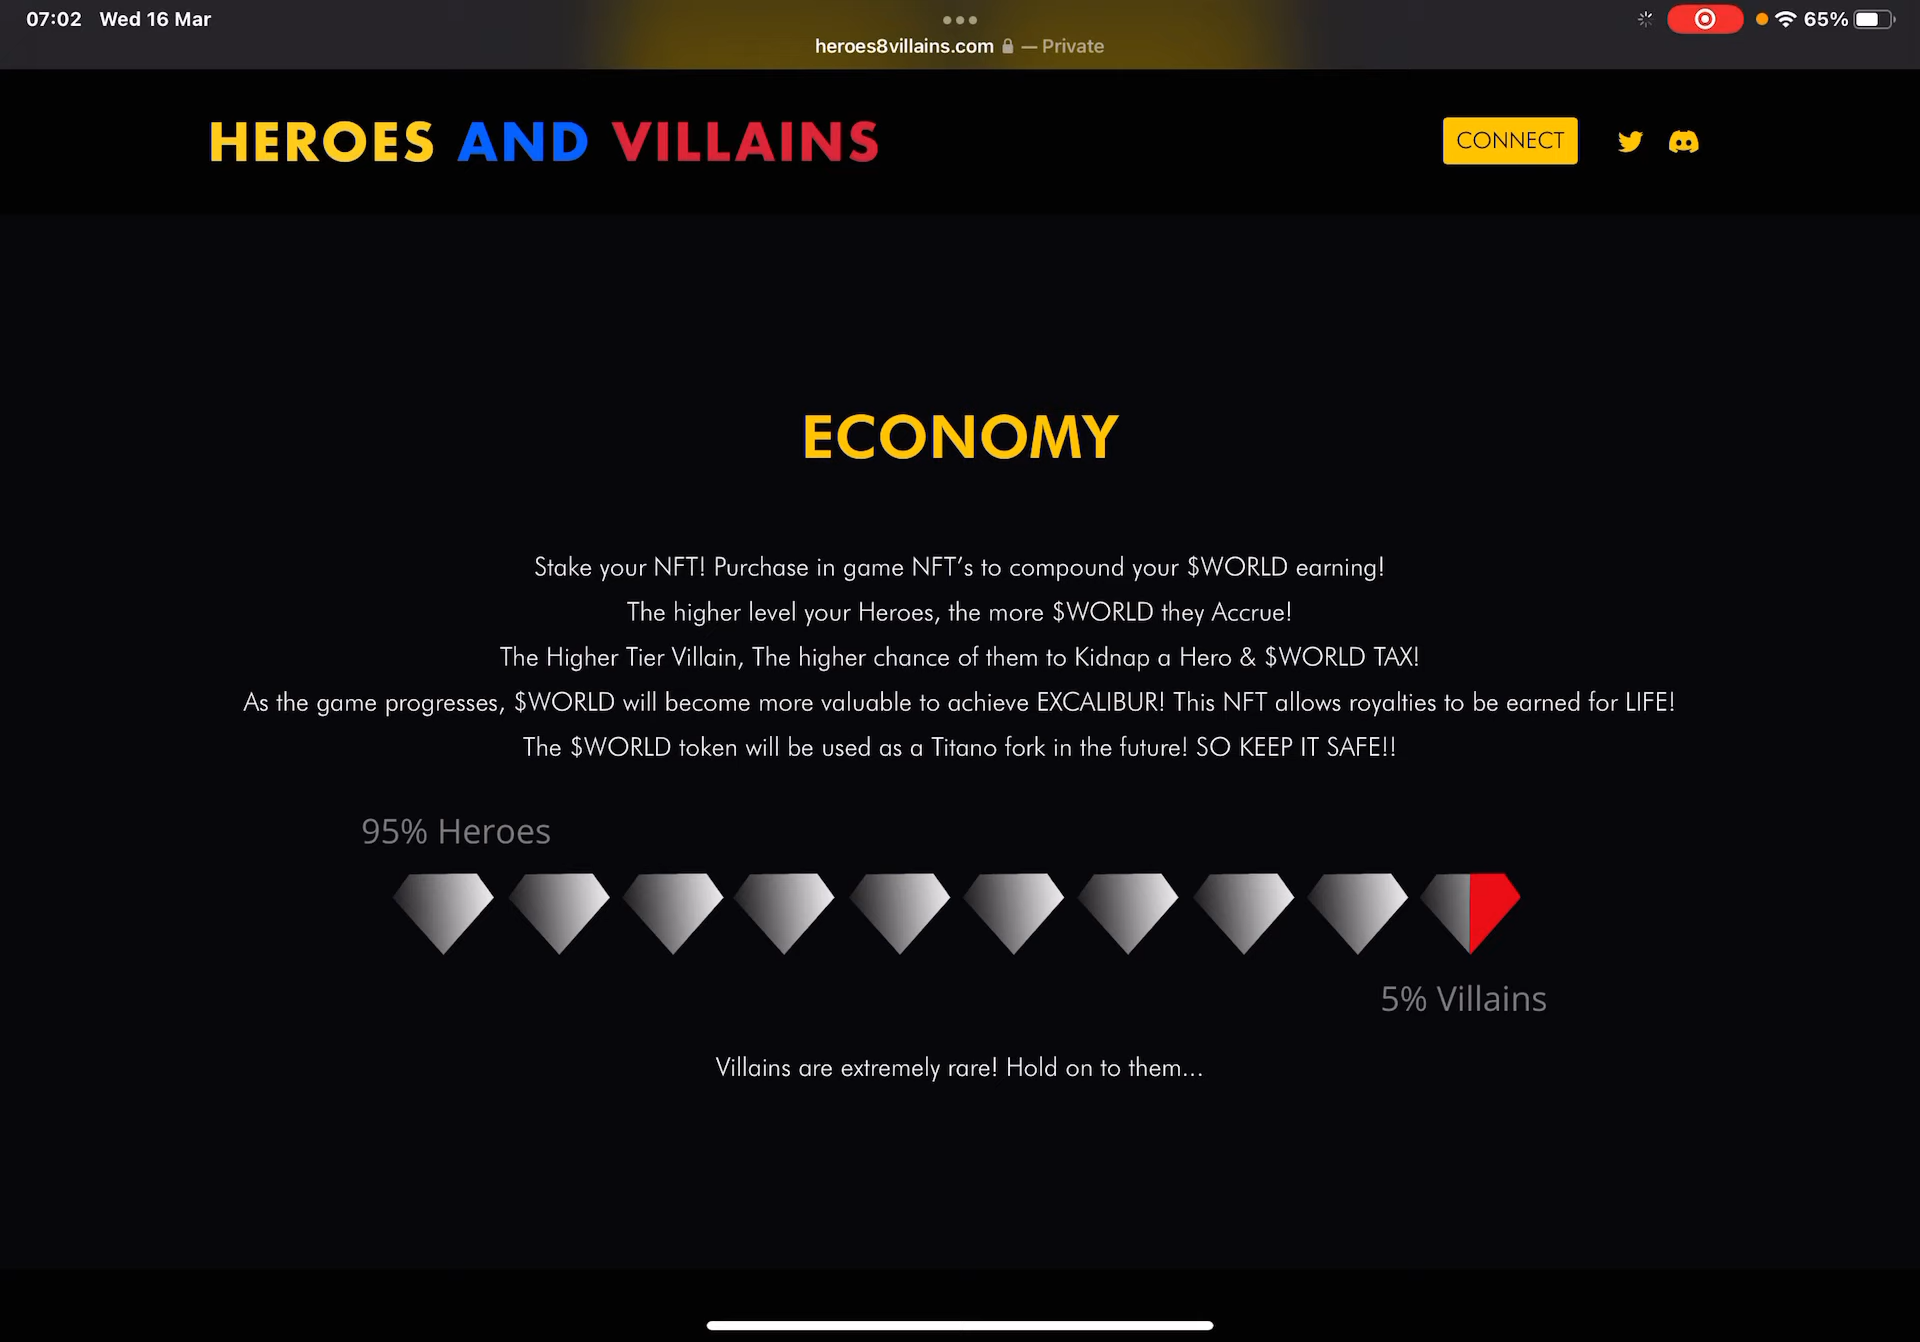 07:02 Wed 16 Mar
65%
heroes8villains.com — Private
HEROES AND VILLAINS
CONNECT
ECONOMY
Stake your NFT! Purchase in game NFT’s to compound your $WORLD earning!
The higher level your Heroes, the more $WORLD they Accrue!
The Higher Tier Villain, The higher chance of them to Kidnap a Hero & $WORLD TAX!
As the game progresses, $WORLD will become more valuable to achieve EXCALIBUR! This NFT allows royalties to be earned for LIFE!
The $WORLD token will be used as a Titano fork in the future! SO KEEP IT SAFE!!
95% Heroes
5% Villains
Villains are extremely rare! Hold on to them...